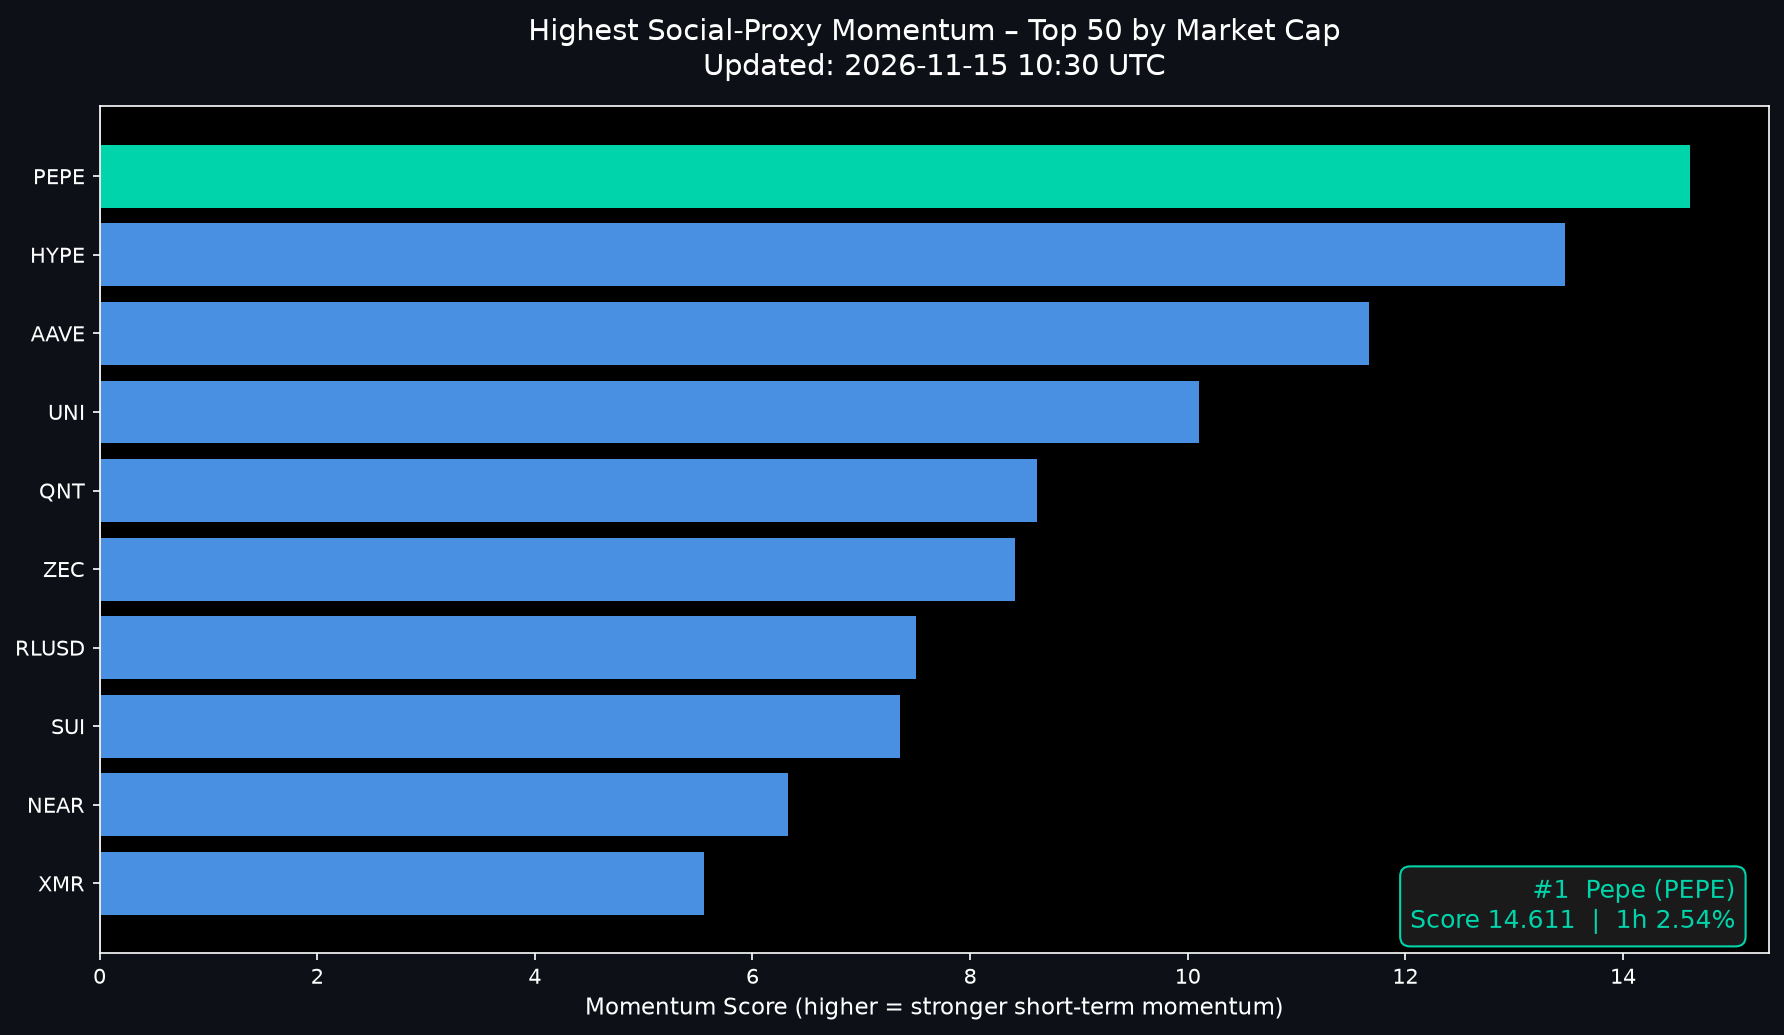 Highest Social-Proxy Momentum – Top 50 by Market Cap
Updated: 2026-11-15 10:30 UTC
PEPE
HYPE
AAVE
UNI
QNT
ZEC
RLUSD
SUI
NEAR
XMR
#1  Pepe (PEPE)
Score 14.611  |  1h 2.54%
0 2 4 6 8 10 12 14
Momentum Score (higher = stronger short-term momentum)